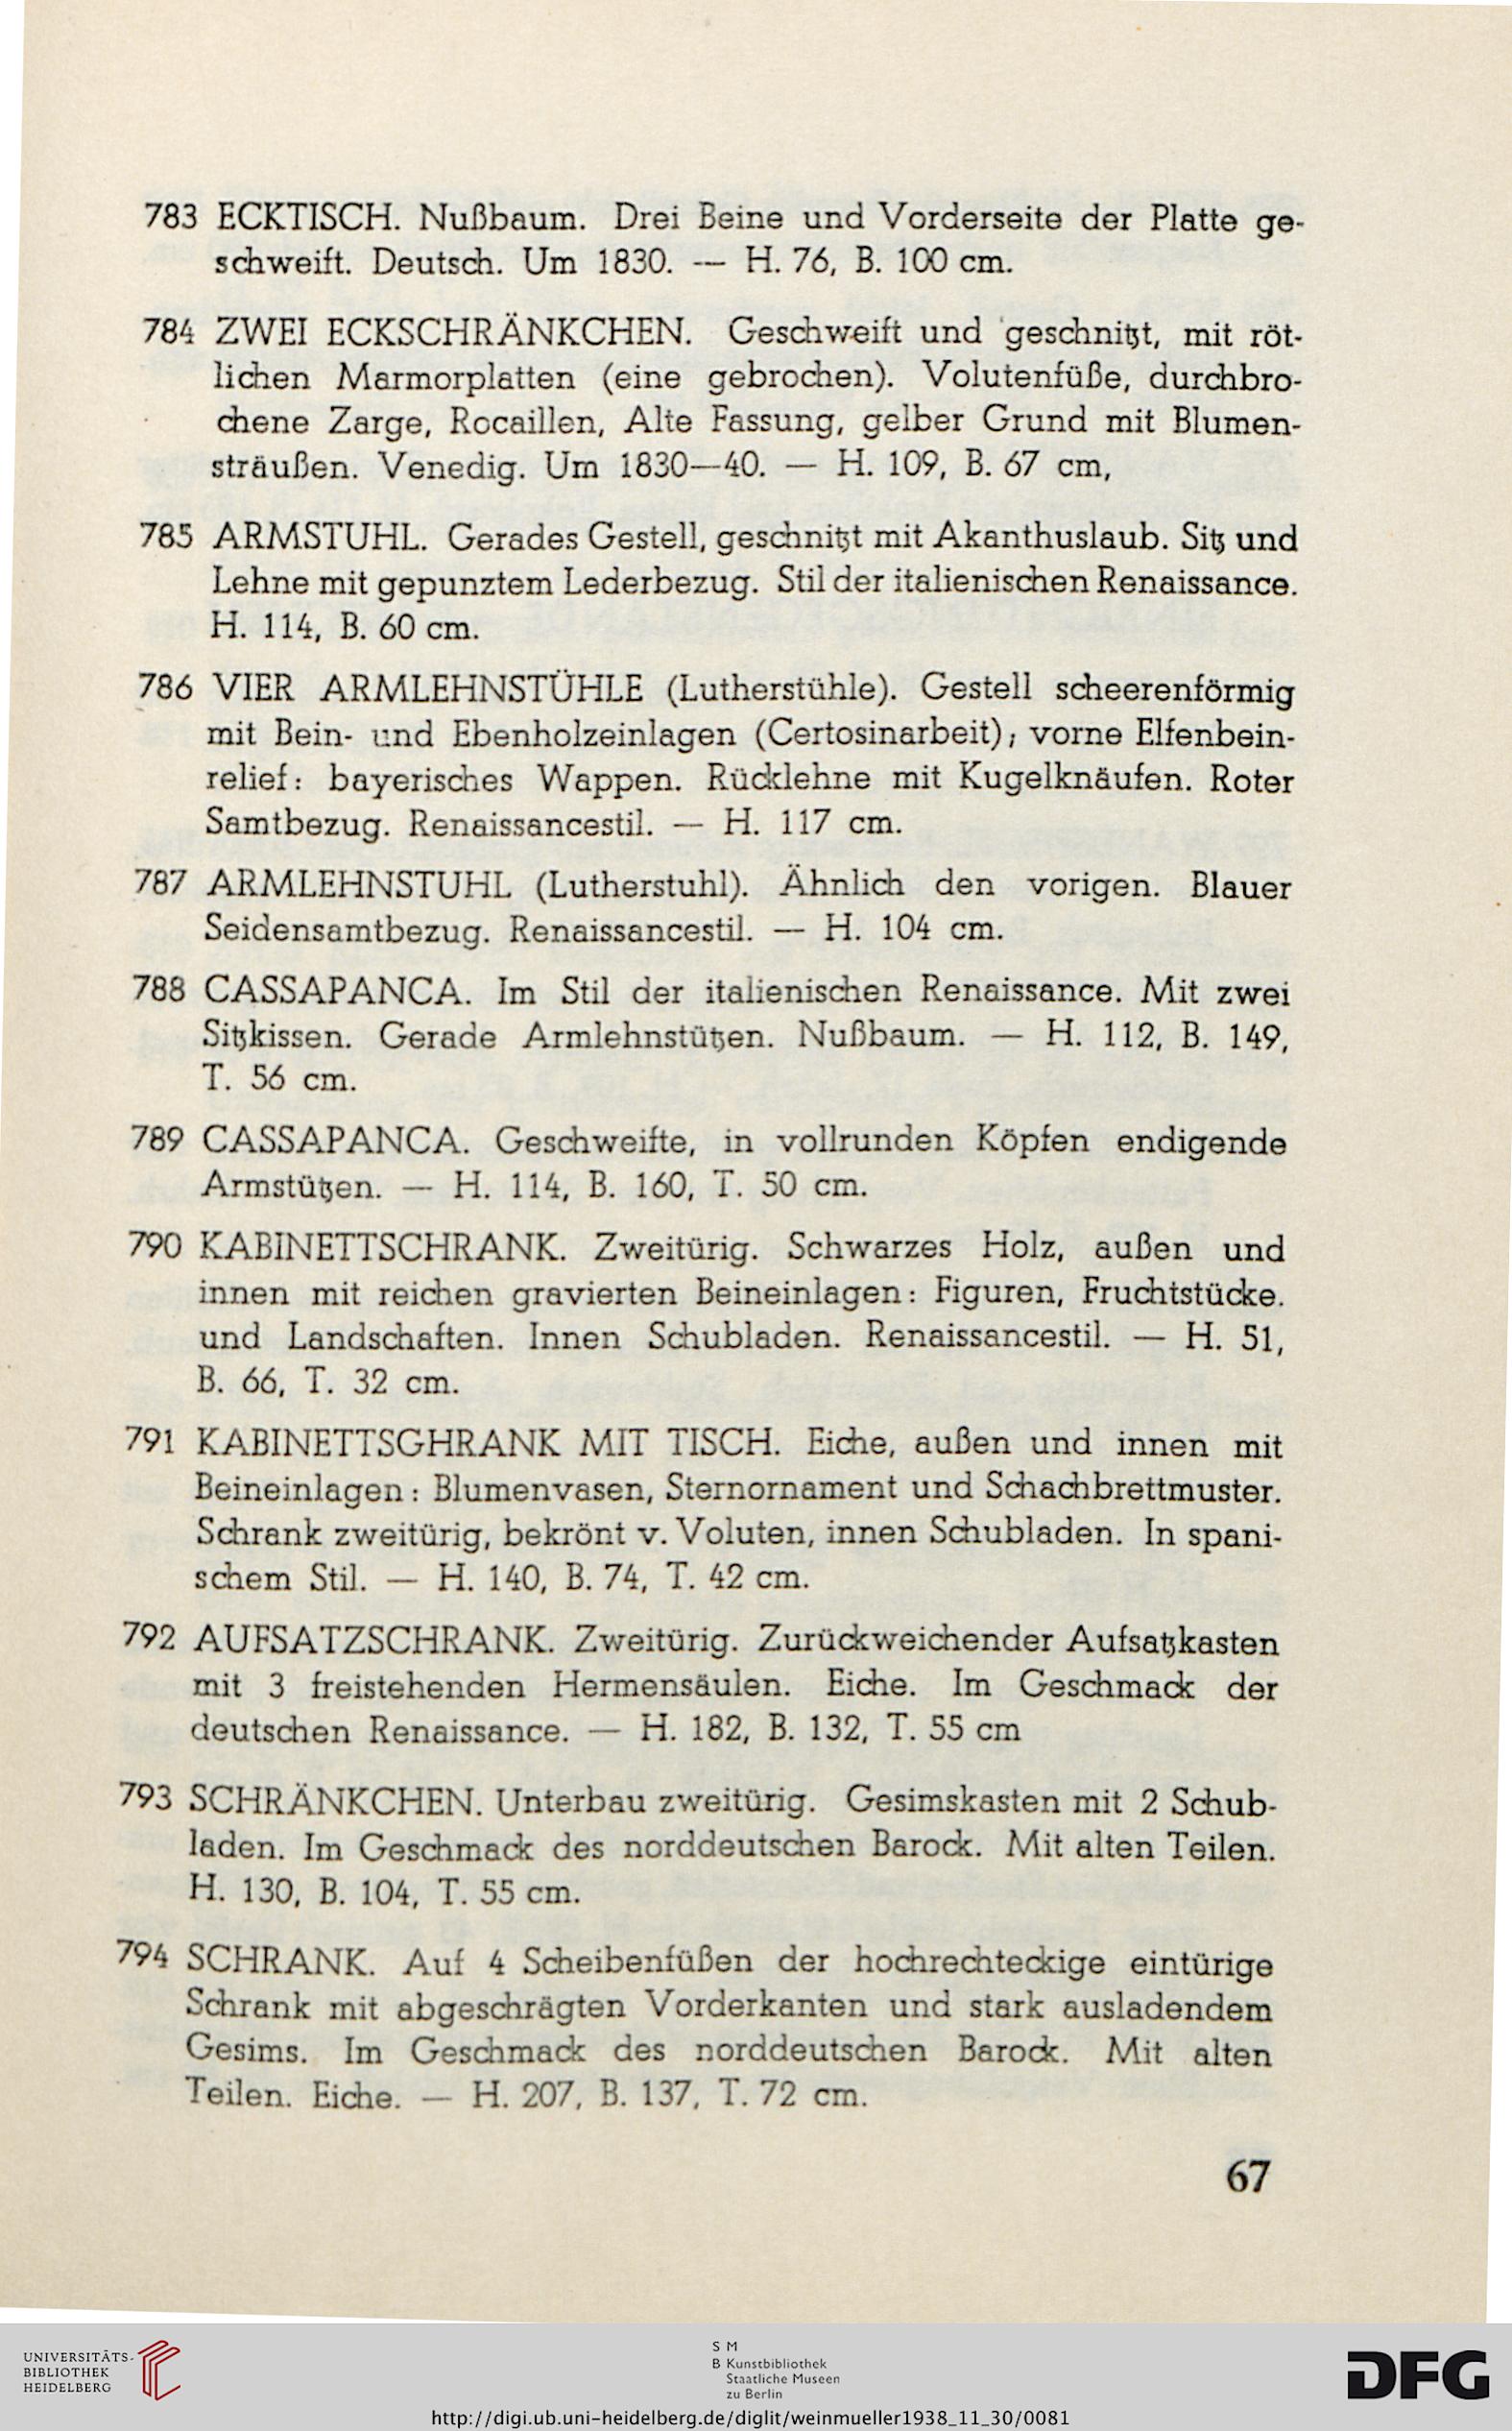 783 ECKTISCH. Nußbaum. Drei Beine und Vorderseite der Platte ge-
schweift. Deutsch. Um 1830. — H. 76, B. 100 cm.
784 ZWEI ECKSCHRÄNKCHEN. Geschweift und geschnitzt, mit röt-
lichen Marmorplatten (eine gebrochen). Volutenfüße, durchbro-
chene Zarge, Rocaillen, Alte Fassung, gelber Grund mit Blumen-
sträußen. Venedig. Um 1830—40. — H. 109, B. 67 cm,
785 ARMSTUHL. Gerades Gestell, geschnitzt mit Akanthuslaub. Sitz und
Lehne mit gepunztem Lederbezug. Stil der italienischen Renaissance.
H. 114, B. 60 cm.
786 VIER ARMLEHNSTÜHLE (Lutherstühle). Gestell scheerenförmig
mit Bein- und Ebenholzeinlagen (Certosinarbeit); vorne Elfenbein-
relief: bayerisches Wappen. Rücklehne mit Kugelknäufen. Roter
Samtbezug. Renaissancestil. — H. 117 cm.
787 ARMLEHNSTUHL (Lutherstuhl). Ähnlich den vorigen. Blauer
Seidensamtbezug. Renaissancestil. — H. 104 cm.
788 CASSAPANCA. Im Stil der italienischen Renaissance. Mit zwei
Sitzkissen. Gerade Armlehnstützen. Nußbaum. — H. 112, B. 149,
T. 56 cm.
789 CASSAPANCA. Geschweifte, in vollrunden Köpfen endigende
Armstützen. — H. 114, B. 160, T. 50 cm.
790 KABINETTSCHRANK. Zweitürig. Schwarzes Holz, außen und
innen mit reichen gravierten Beineinlagen: Figuren, Fruchtstücke.
und Landschaften. Innen Schubladen. Renaissancestil. — H. 51,
B. 66, T. 32 cm.
791 KABINETTSGHRANK MIT TISCH. Eiche, außen und innen mit
Beineinlagen: Blumenvasen, Sternornament und Schachbrettmuster.
Schrank zweitürig, bekrönt v. Voluten, innen Schubladen. In spani-
schem Stil. — H. 140, B. 74, T. 42 cm.
792 AUFSATZSCHRANK. Zweitürig. Zurückweichender Aufsatzkasten
mit 3 freistehenden Hermensäulen. Eiche. Im Geschmack der
deutschen Renaissance. — H. 182, B. 132, T. 55 cm
793 SCHRÄNKCHEN. Unterbau zweitürig. Gesimskasten mit 2 Schub-
laden. Im Geschmack des norddeutschen Barock. Mit alten Teilen.
H. 130, B. 104, T. 55 cm.
794 SCHRANK. Auf 4 Scheibenfüßen der hochrechteckige eintürige
Schrank mit abgeschrägten Vorderkanten und stark ausladendem
Gesims. Im Geschmack des norddeutschen Barock. Mit alten
Teilen. Eiche. — H. 207, B. 137, T. 72 cm.
67
UNIVERSITÄTS-
BIBLIOTHEK
HEIDELBERG
S M
B Kunstbibliothek
Staatliche Museen
zu Berlin
DFG
http://digi.ub.uni-heidelberg.de/diglit/weinmueller1938_11_30/0081